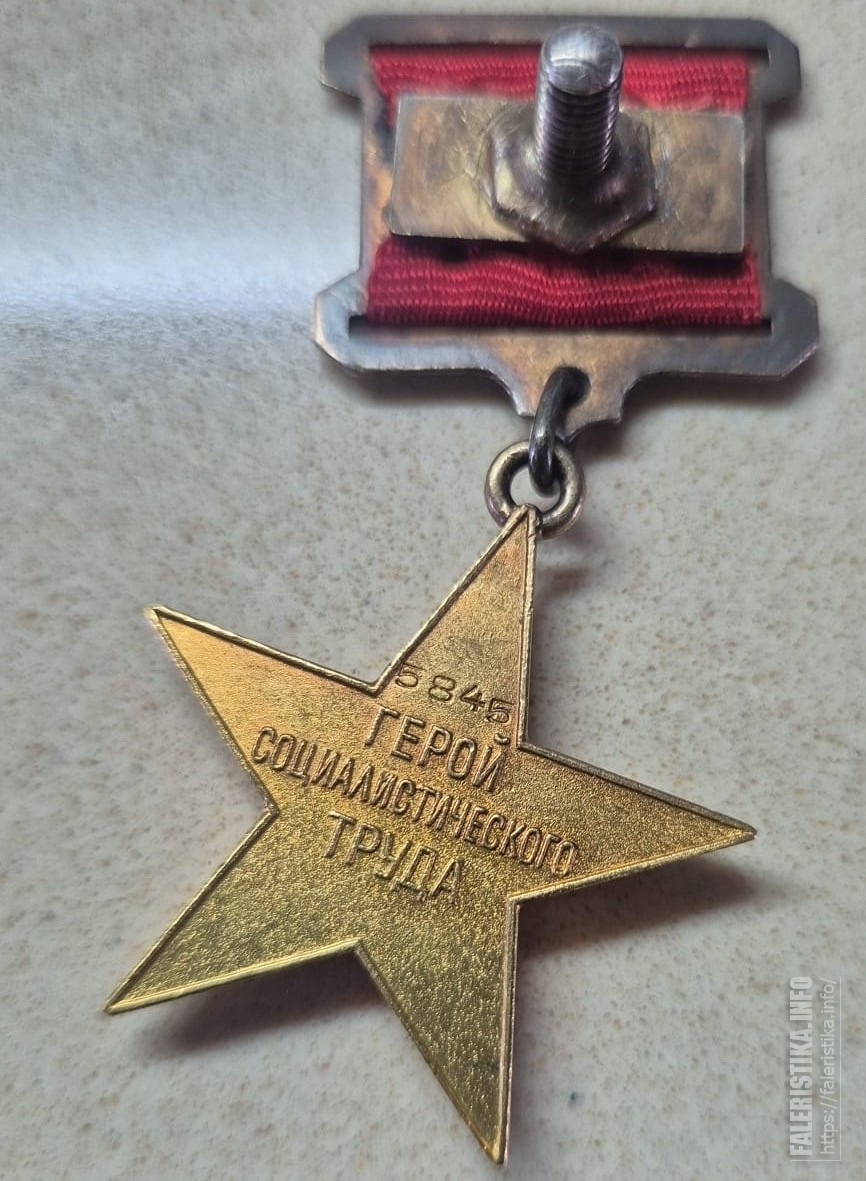 5845
ГЕРОЙ
СОЦИАЛИСТИЧЕСКОГО
ТРУДА
FALERISTIKA.INFO
https://faleristika.info/